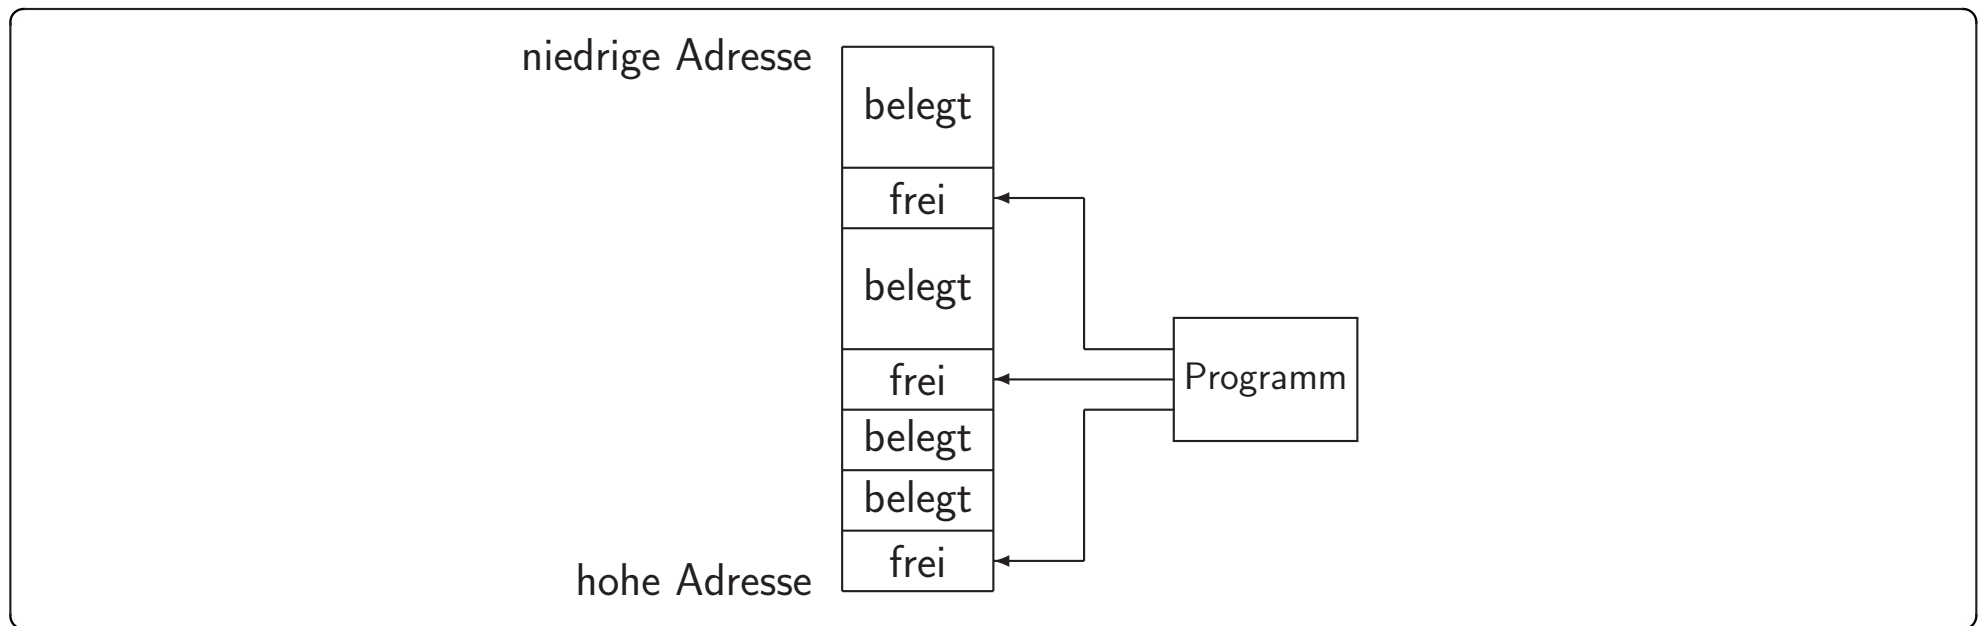 niedrige Adresse
belegt
frei
belegt
frei
Programm
belegt
belegt
frei
hohe Adresse